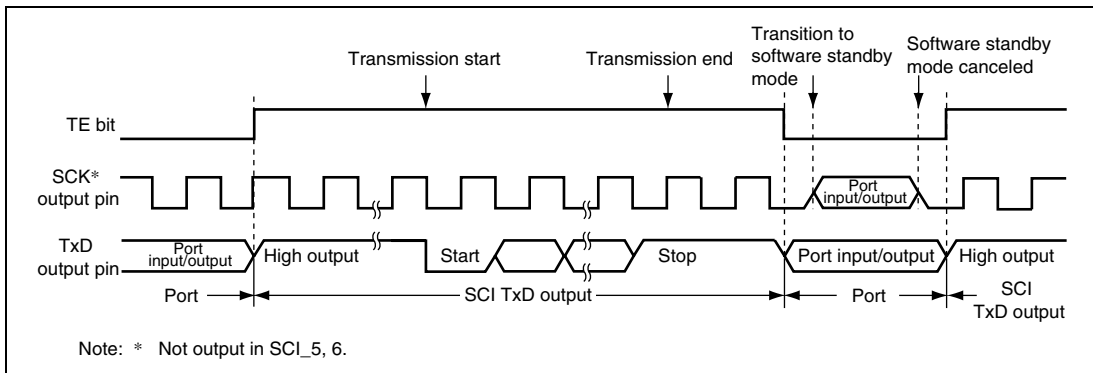 Transmission start
Transmission end
Transition to
software standby
mode
Software standby
mode canceled
TE bit
SCK*
output pin
Port
input/output
TxD
output pin
Port
input/output
High output
Start
Stop
Port input/output
High output
Port
SCI TxD output
Port
SCI
TxD output
Note: * Not output in SCI_5, 6.